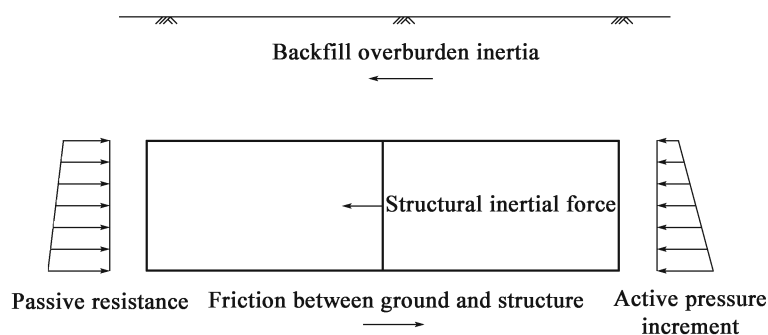 Backfill overburden inertia
Structural inertial force
Passive resistance
Friction between ground and structure
Active pressure
increment